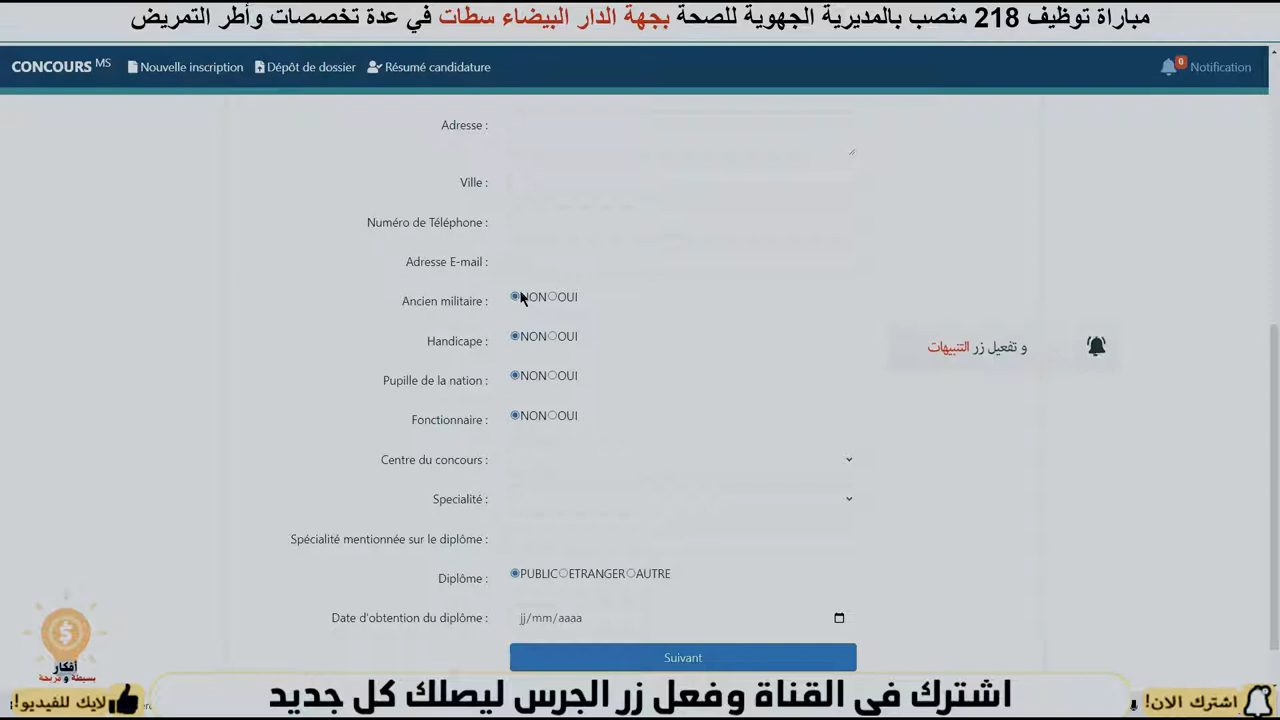 مباراة توظيف 218 منصب بالمديرية الجهوية للصحة بجهة الدار البيضاء سطات في عدة تخصصات وأطر التمريض
CONCOURS MS Nouvelle inscription Dépôt de dossier Résumé candidature 0 Notification
Adresse :
Ville :
Numéro de Téléphone :
Adresse E-mail :
Ancien militaire : NON OUI
Handicape : NON OUI
و تفعيل زر التنبيهات
Pupille de la nation : NON OUI
Fonctionnaire : NON OUI
Centre du concours :
Specialité :
Spécialité mentionnée sur le diplôme :
Diplôme : PUBLIC ETRANGER AUTRE
Date d'obtention du diplôme : jj/mm/aaaa
Suivant
أفكار
بسيطة و مربحة
اشترك في القناة وفعل زر الجرس ليصلك كل جديد
لايك للفيديو!
اشترك الان!